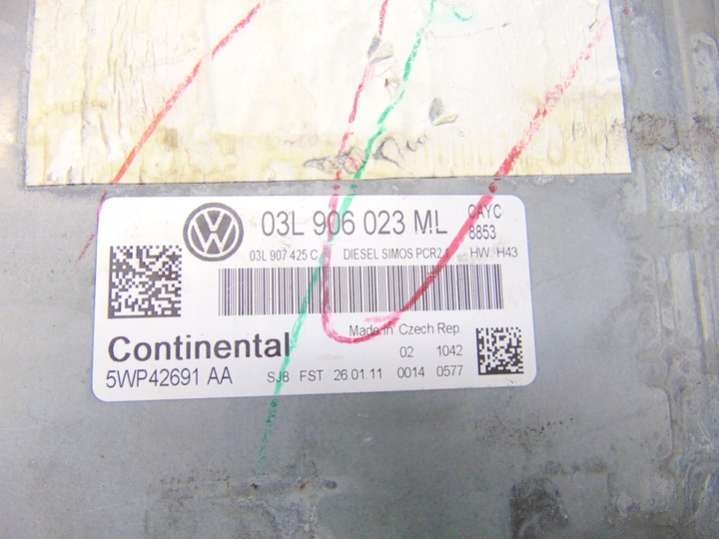 03L 906 023 ML CAYC
8853
03L 907 425 C DIESEL SIMOS PCR2.1 HW: H43
Made in Czech Rep.
Continental 02 1042
5WP42691 AA SJ8 FST 26.01.11 0014 0577